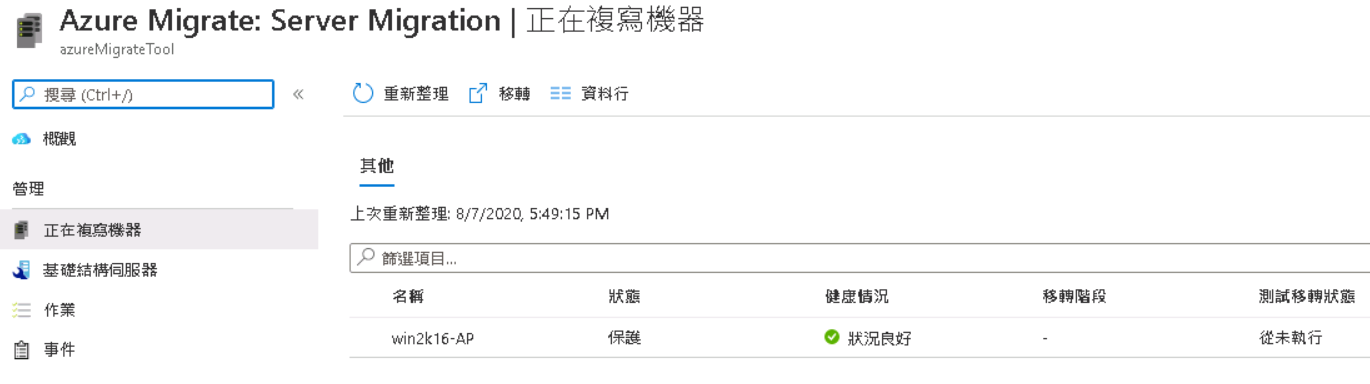 Azure Migrate: Server Migration | 正在複寫機器
azureMigrateTool
搜尋 (Ctrl+/)
«
重新整理 移轉 資料行
概觀
管理
正在複寫機器
基礎結構伺服器
作業
事件
其他
上次重新整理: 8/7/2020, 5:49:15 PM
篩選項目...
名稱 狀態 健康情況 移轉階段 測試移轉狀態
win2k16-AP 保護 狀況良好 - 從未執行